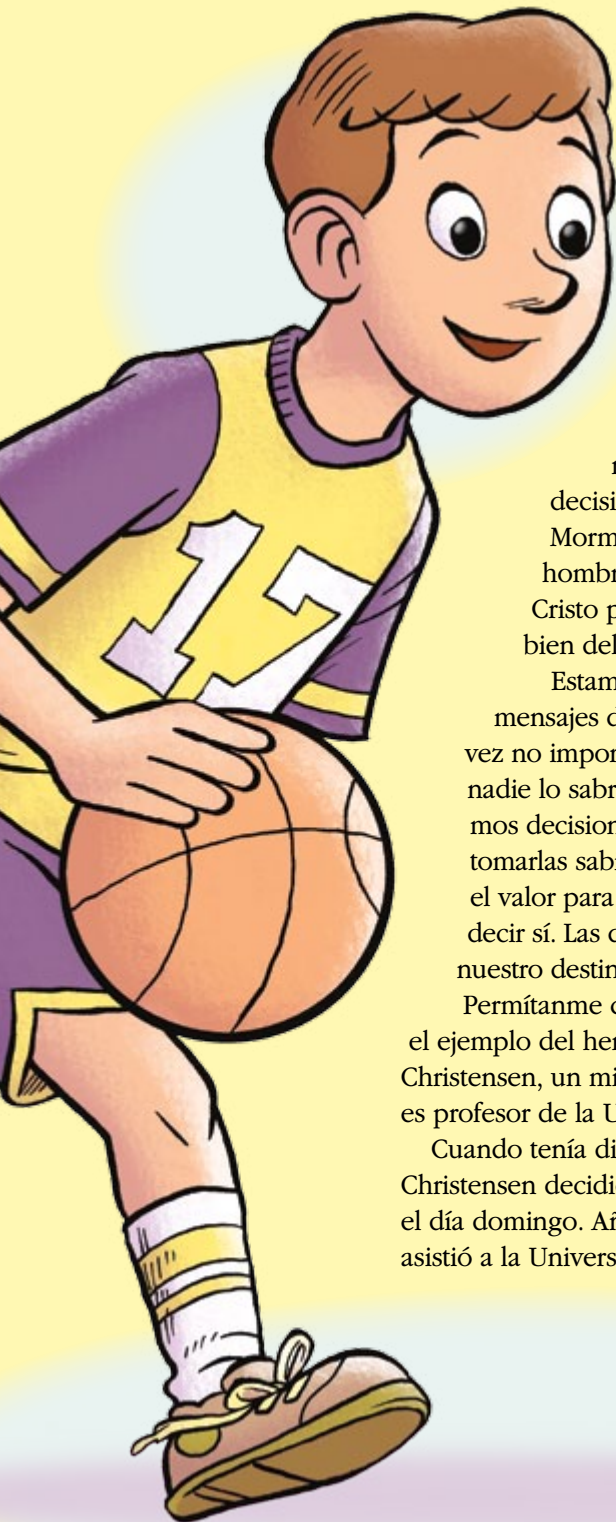 17
decisi
Morm
hombr
Cristo p
bien del
Estam
mensajes d
vez no impor
nadie lo sabr
mos decision
tomarlas sab
el valor para
decir sí. Las d
nuestro destin
Permítanme d
el ejemplo del her
Christensen, un mi
es profesor de la U
Cuando tenía di
Christensen decidi
el día domingo. Añ
asistió a la Univers